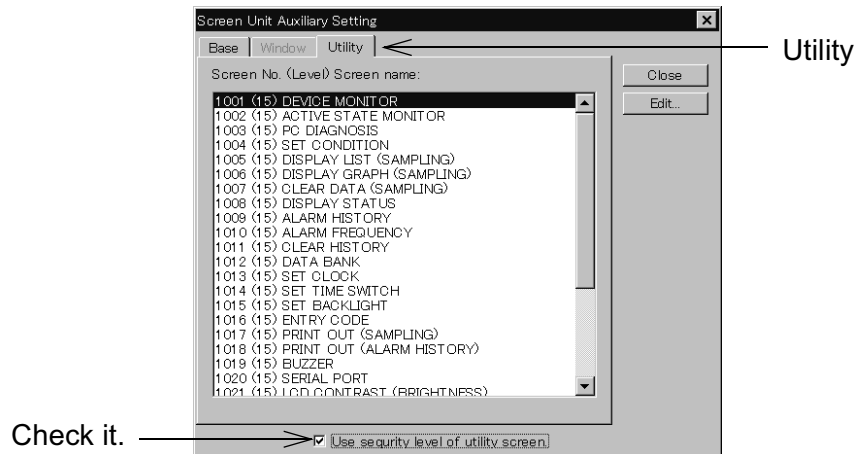 Screen Unit Auxiliary Setting
Base Window Utility
Utility
Screen No. (Level) Screen name:
Close
Edit...
1001 (15) DEVICE MONITOR
1002 (15) ACTIVE STATE MONITOR
1003 (15) PC DIAGNOSIS
1004 (15) SET CONDITION
1005 (15) DISPLAY LIST (SAMPLING)
1006 (15) DISPLAY GRAPH (SAMPLING)
1007 (15) CLEAR DATA (SAMPLING)
1008 (15) DISPLAY STATUS
1009 (15) ALARM HISTORY
1010 (15) ALARM FREQUENCY
1011 (15) CLEAR HISTORY
1012 (15) DATA BANK
1013 (15) SET CLOCK
1014 (15) SET TIME SWITCH
1015 (15) SET BACKLIGHT
1016 (15) ENTRY CODE
1017 (15) PRINT OUT (SAMPLING)
1018 (15) PRINT OUT (ALARM HISTORY)
1019 (15) BUZZER
1020 (15) SERIAL PORT
1021 (15) LCD CONTRAST (BRIGHTNESS)
Check it.
Use sequrity level of utility screen.